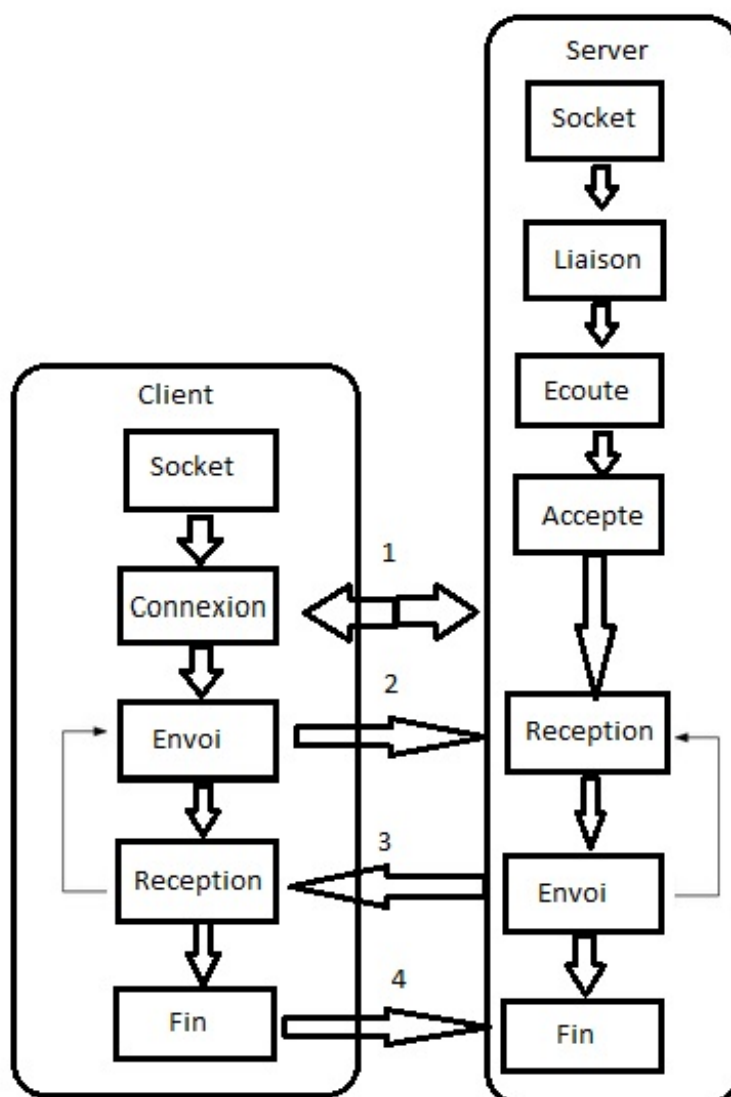 Server
Socket
Liaison
Ecoute
Accepte
Reception
Envoi
Fin
Client
Socket
Connexion
Envoi
Reception
Fin
1
2
3
4